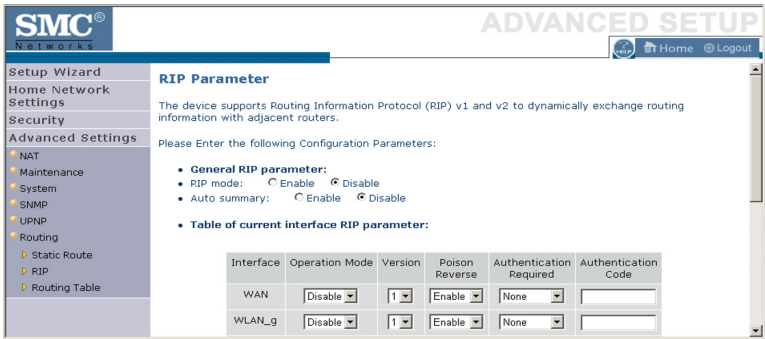 SMC®
Networks
ADVANCED SETUP
HELP
Home
Logout
Setup Wizard
Home Network
Settings
Security
Advanced Settings
NAT
Maintenance
System
SNMP
UPNP
Routing
Static Route
RIP
Routing Table
RIP Parameter
The device supports Routing Information Protocol (RIP) v1 and v2 to dynamically exchange routing
information with adjacent routers.
Please Enter the following Configuration Parameters:
• General RIP parameter:
• RIP mode: Enable Disable
• Auto summary: Enable Disable
• Table of current interface RIP parameter:
Interface Operation Mode Version Poison Reverse Authentication Required Authentication Code
WAN Disable 1 Enable None
WLAN_g Disable 1 Enable None